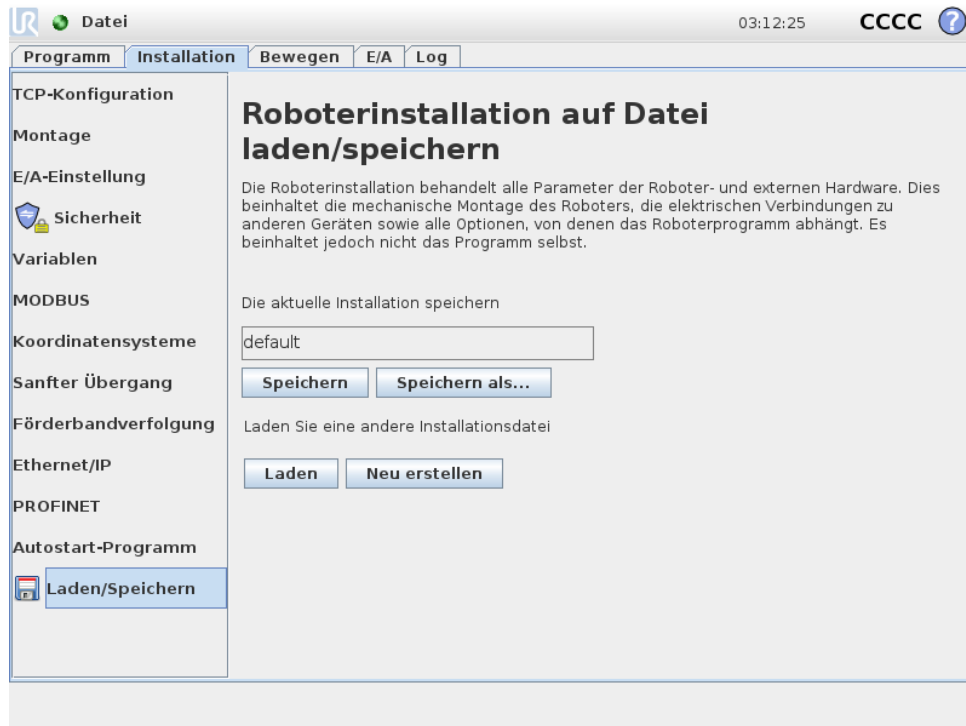 UR Datei 03:12:25 CCCC ?
Programm Installation Bewegen E/A Log
TCP-Konfiguration
Montage
E/A-Einstellung
Sicherheit
Variablen
MODBUS
Koordinatensysteme
Sanfter Übergang
Förderbandverfolgung
Ethernet/IP
PROFINET
Autostart-Programm
Laden/Speichern
Roboterinstallation auf Datei
laden/speichern
Die Roboterinstallation behandelt alle Parameter der Roboter- und externen Hardware. Dies
beinhaltet die mechanische Montage des Roboters, die elektrischen Verbindungen zu
anderen Geräten sowie alle Optionen, von denen das Roboterprogramm abhängt. Es
beinhaltet jedoch nicht das Programm selbst.
Die aktuelle Installation speichern
default
Speichern Speichern als...
Laden Sie eine andere Installationsdatei
Laden Neu erstellen